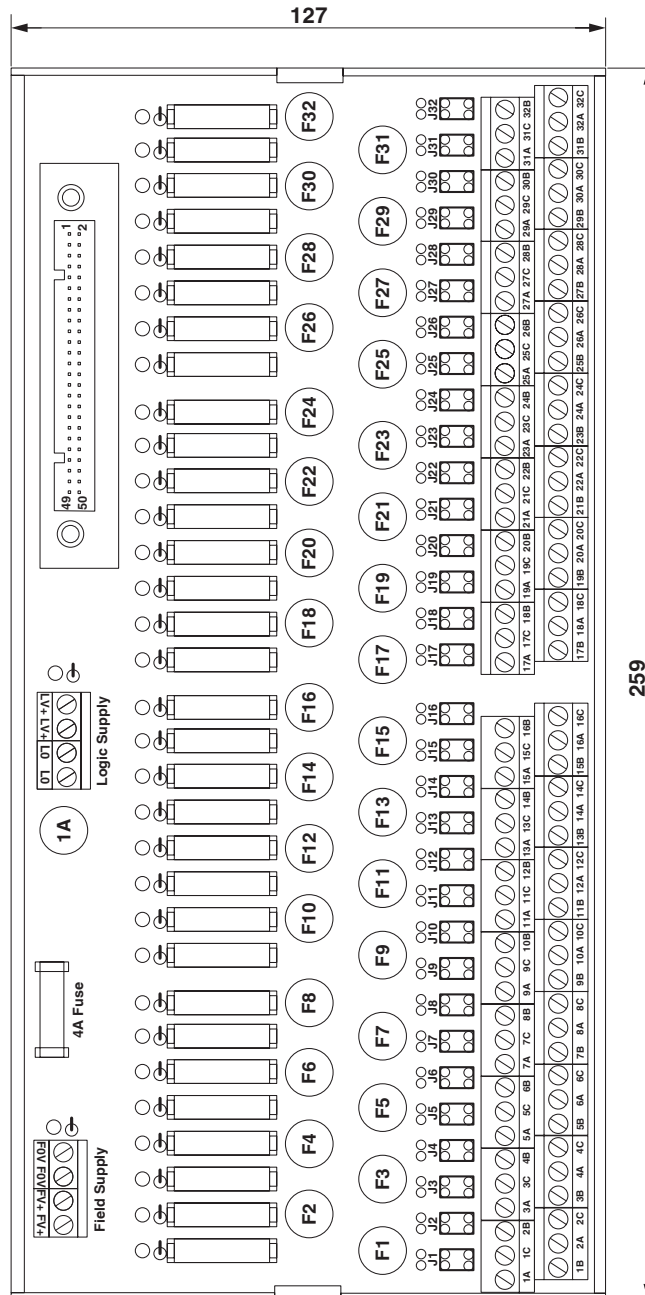 127
259
1
2
49
50
LV+ LV+ L0 L0
Logic Supply
1A
4A Fuse
F0V F0V FV+ FV+
Field Supply
F32
F30
F28
F26
F24
F22
F20
F18
F16
F14
F12
F10
F8
F6
F4
F2
F31
F29
F27
F25
F23
F21
F19
F17
F15
F13
F11
F9
F7
F5
F3
F1
J32
J31
J30
J29
J28
J27
J26
J25
J24
J23
J22
J21
J20
J19
J18
J17
J16
J15
J14
J13
J12
J11
J10
J9
J8
J7
J6
J5
J4
J3
J2
J1
31A 31C 32B
29A 29C 30B
27A 27C 28B
25A 25C 26B
23A 23C 24B
21A 21C 22B
19A 19C 20B
17A 17C 18B
15A 15C 16B
13A 13C 14B
11A 11C 12B
9A 9C 10B
7A 7C 8B
5A 5C 6B
3A 3C 4B
1A 1C 2B
31B 32A 32C
29B 30A 30C
27B 28A 28C
25B 26A 26C
23B 24A 24C
21B 22A 22C
19B 20A 20C
17B 18A 18C
15B 16A 16C
13B 14A 14C
11B 12A 12C
9B 10A 10C
7B 8A 8C
5B 6A 6C
3B 4A 4C
1B 2A 2C